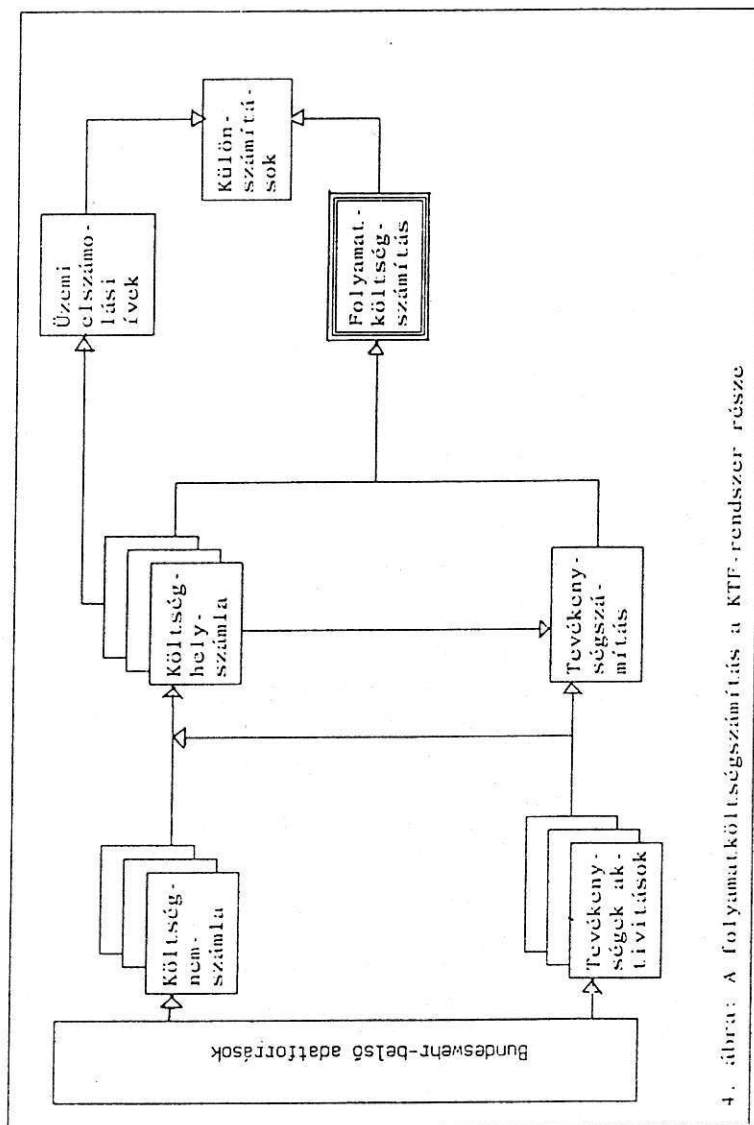 Bundeswehr-belső adatforrások
Költség-
nem-
számla
Tevékeny-
ségek ak-
tivitások
Költség-
hely-
számla
Tevékeny-
ségszá-
mítás
Üzemi
elszámo-
lási
ívek
Folyamat-
költség-
számítás
Külön-
számítá-
sok
4. ábra: A folyamatköltségszámítás a KTF-rendszer része